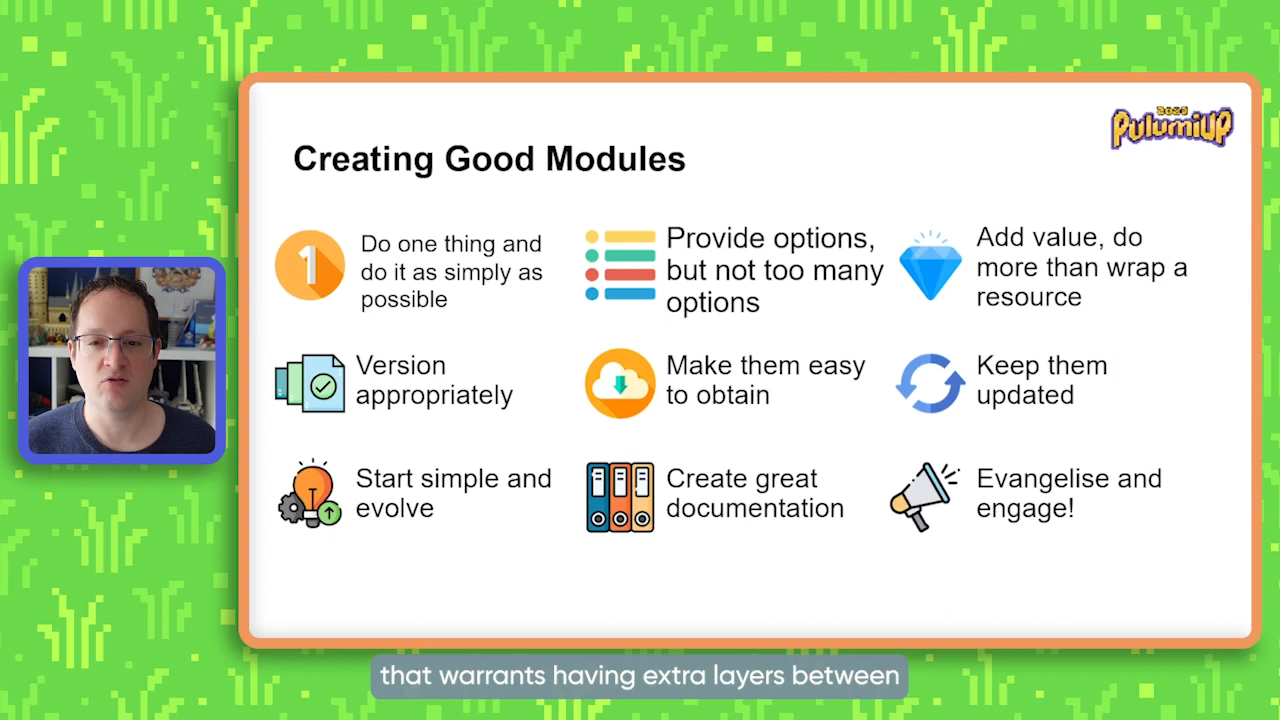 2023
PulumiUP
Creating Good Modules
1
Do one thing and
do it as simply as
possible
Provide options,
but not too many
options
Add value, do
more than wrap a
resource
Version
appropriately
Make them easy
to obtain
Keep them
updated
Start simple and
evolve
Create great
documentation
Evangelise and
engage!
that warrants having extra layers between